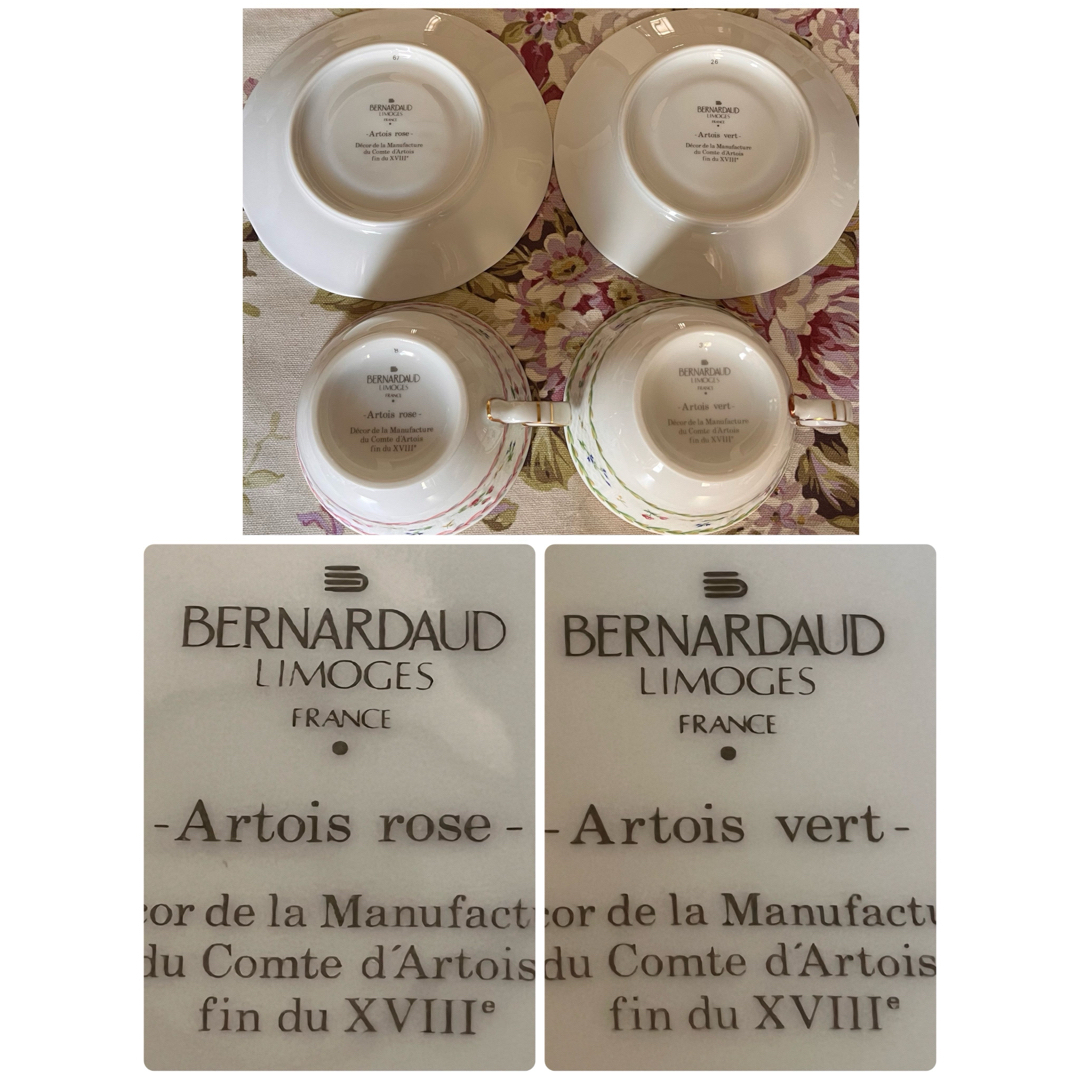 67
BERNARDAUD
LIMOGES
FRANCE
-Artois rose-
Décor de la Manufacture
du Comte d'Artois
fin du XVIIIe
28
BERNARDAUD
LIMOGES
FRANCE
-Artois vert-
Décor de la Manufacture
du Comte d'Artois
fin du XVIIIe
BERNARDAUD
LIMOGES
FRANCE
-Artois rose-
Décor de la Manufacture
du Comte d'Artois
fin du XVIIIe
BERNARDAUD
LIMOGES
FRANCE
-Artois vert-
Décor de la Manufacture
du Comte d'Artois
fin du XVIIIe
BERNARDAUD
LIMOGES
FRANCE
-Artois rose-
cor de la Manufact
du Comte d'Artois
fin du XVIIIe
BERNARDAUD
LIMOGES
FRANCE
-Artois vert-
cor de la Manufactu
du Comte d'Artois
fin du XVIIIe